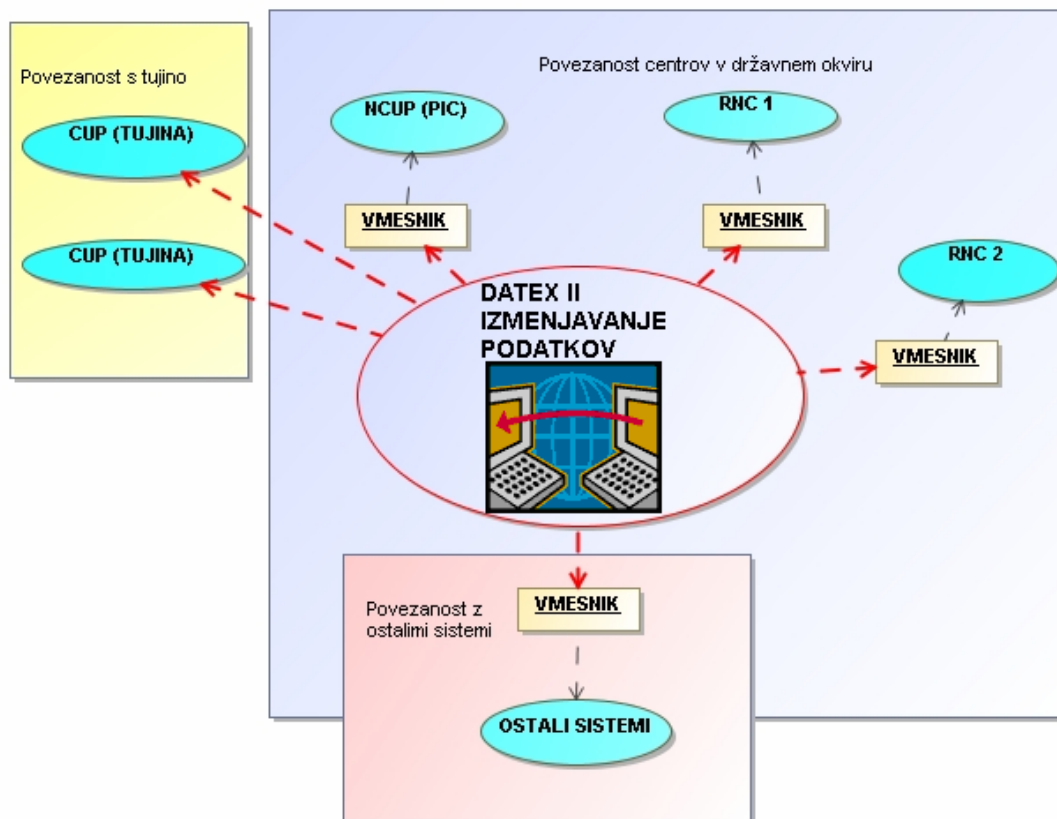 Povezanost s tujino
CUP (TUJINA)
CUP (TUJINA)
Povezanost centrov v državnem okviru
NCUP (PIC)
RNC 1
VMESNIK
VMESNIK
RNC 2
VMESNIK
DATEX II
IZMENJAVANJE
PODATKOV
Povezanost z
ostalimi sistemi
VMESNIK
OSTALI SISTEMI